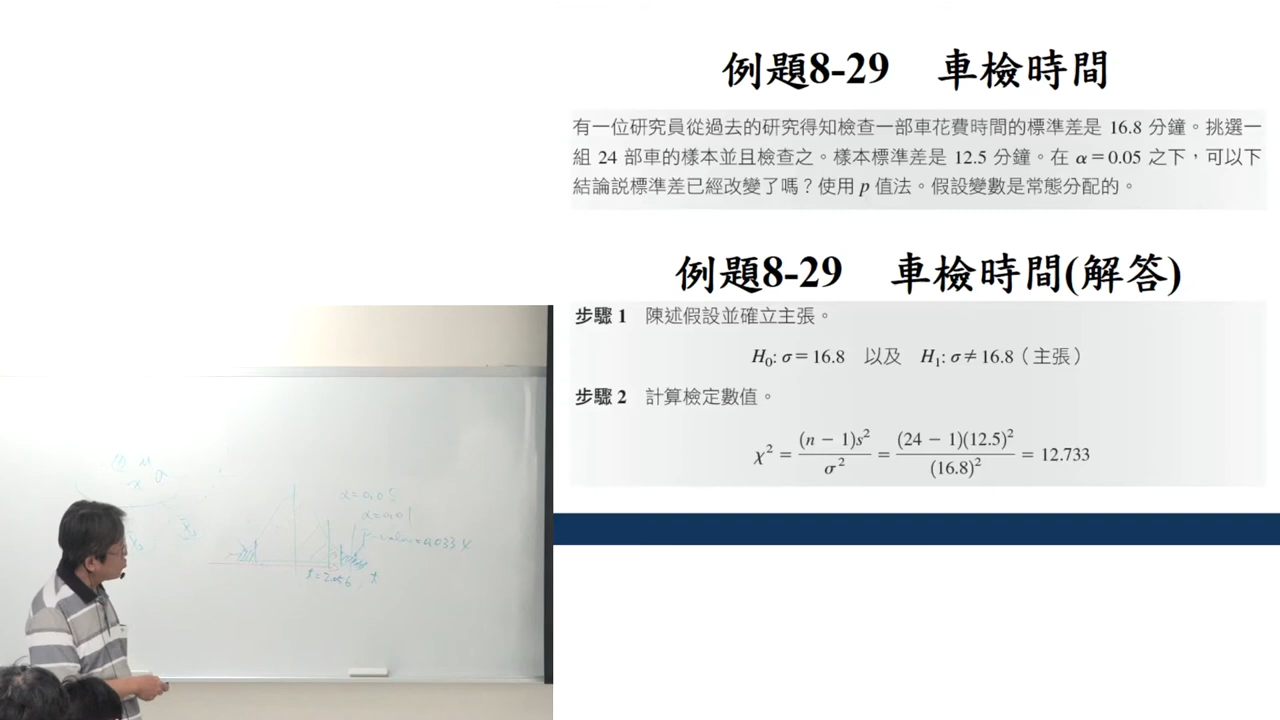 例題8-29　車檢時間
有一位研究員從過去的研究得知檢查一部車花費時間的標準差是 16.8 分鐘。挑選一
組 24 部車的樣本並且檢查之。樣本標準差是 12.5 分鐘。在 α = 0.05 之下，可以下
結論說標準差已經改變了嗎？使用 p 值法。假設變數是常態分配的。
例題8-29　車檢時間(解答)
步驟 1　陳述假設並確立主張。
H₀: σ = 16.8　以及　H₁: σ ≠ 16.8（主張）
步驟 2　計算檢定數值。
χ² = (n − 1)s² / σ² = (24 − 1)(12.5)² / (16.8)² = 12.733
α=0.05
α=0.01
P-value=0.033
t=2.056